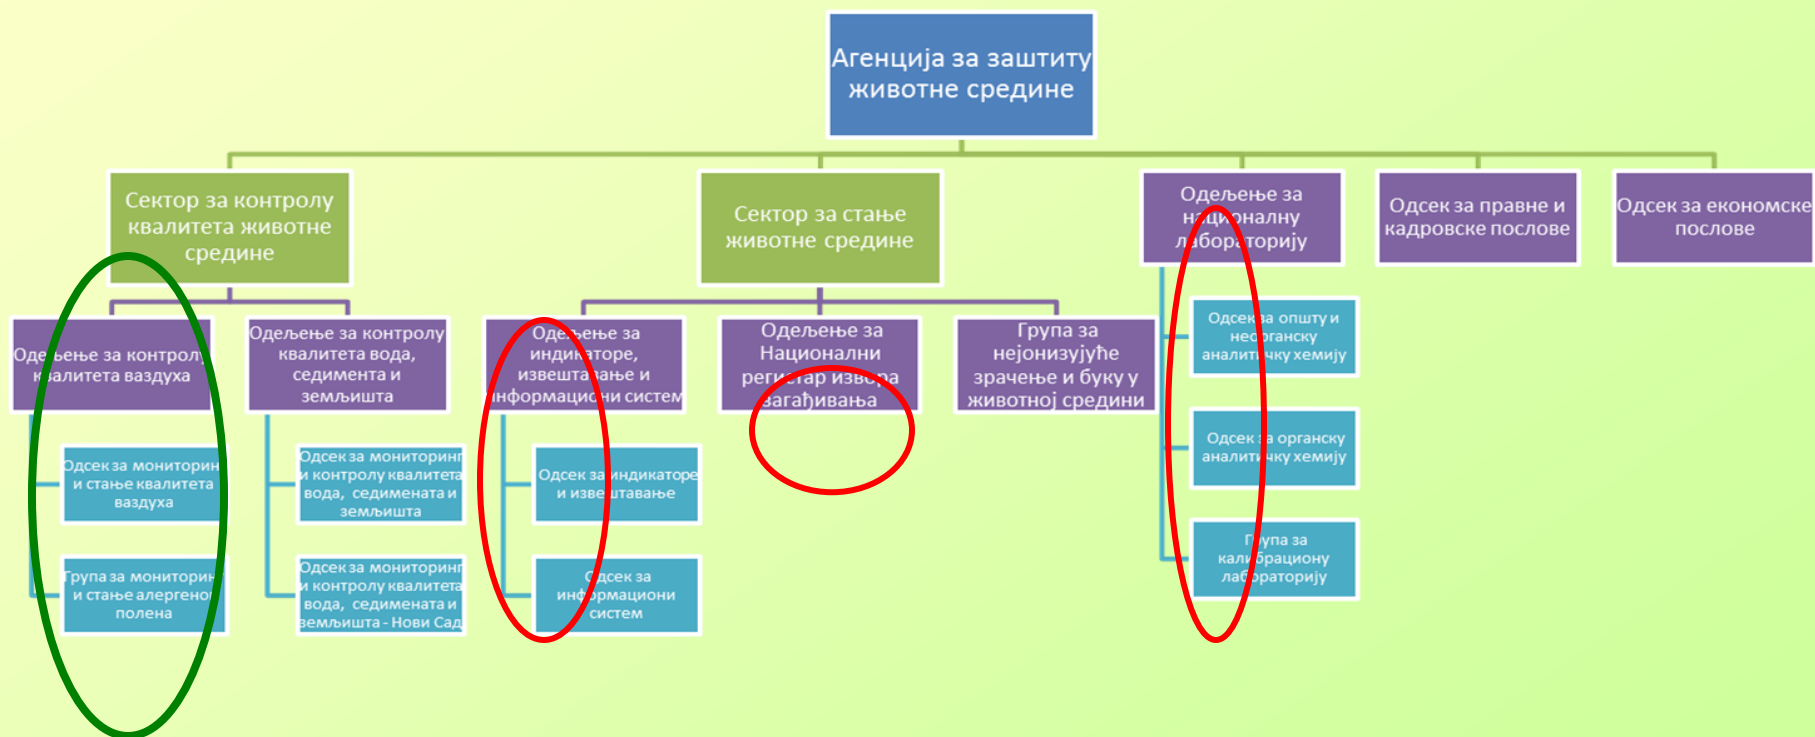 Агенција за заштиту
животне средине
Сектор за контролу
квалитета животне
средине
Сектор за стање
животне средине
Одељење за
националну
лабораторију
Одсек за правне и
кадровске послове
Одсек за економске
послове
Одељење за контролу
квалитета ваздуха
Одељење за контролу
квалитета вода,
седимента и
земљишта
Одељење за
индикаторе,
извештавање и
информациони систем
Одељење за
Национални
регистар извора
загађивања
Група за
нејонизујуће
зрачење и буку у
животној средини
Одсек за мониторинг
и стање квалитета
ваздуха
Група за мониторинг
и стање алергеног
полена
Одсек за мониторинг
и контролу квалитета
вода, седимената и
земљишта
Одсек за мониторинг
и контролу квалитета
вода, седимената и
земљишта - Нови Сад
Одсек за индикаторе
и извештавање
Одсек за
информациони
систем
Одсек за општу и
неорганску
аналитичку хемију
Одсек за органску
аналитичку хемију
Група за
калибрациону
лабораторију